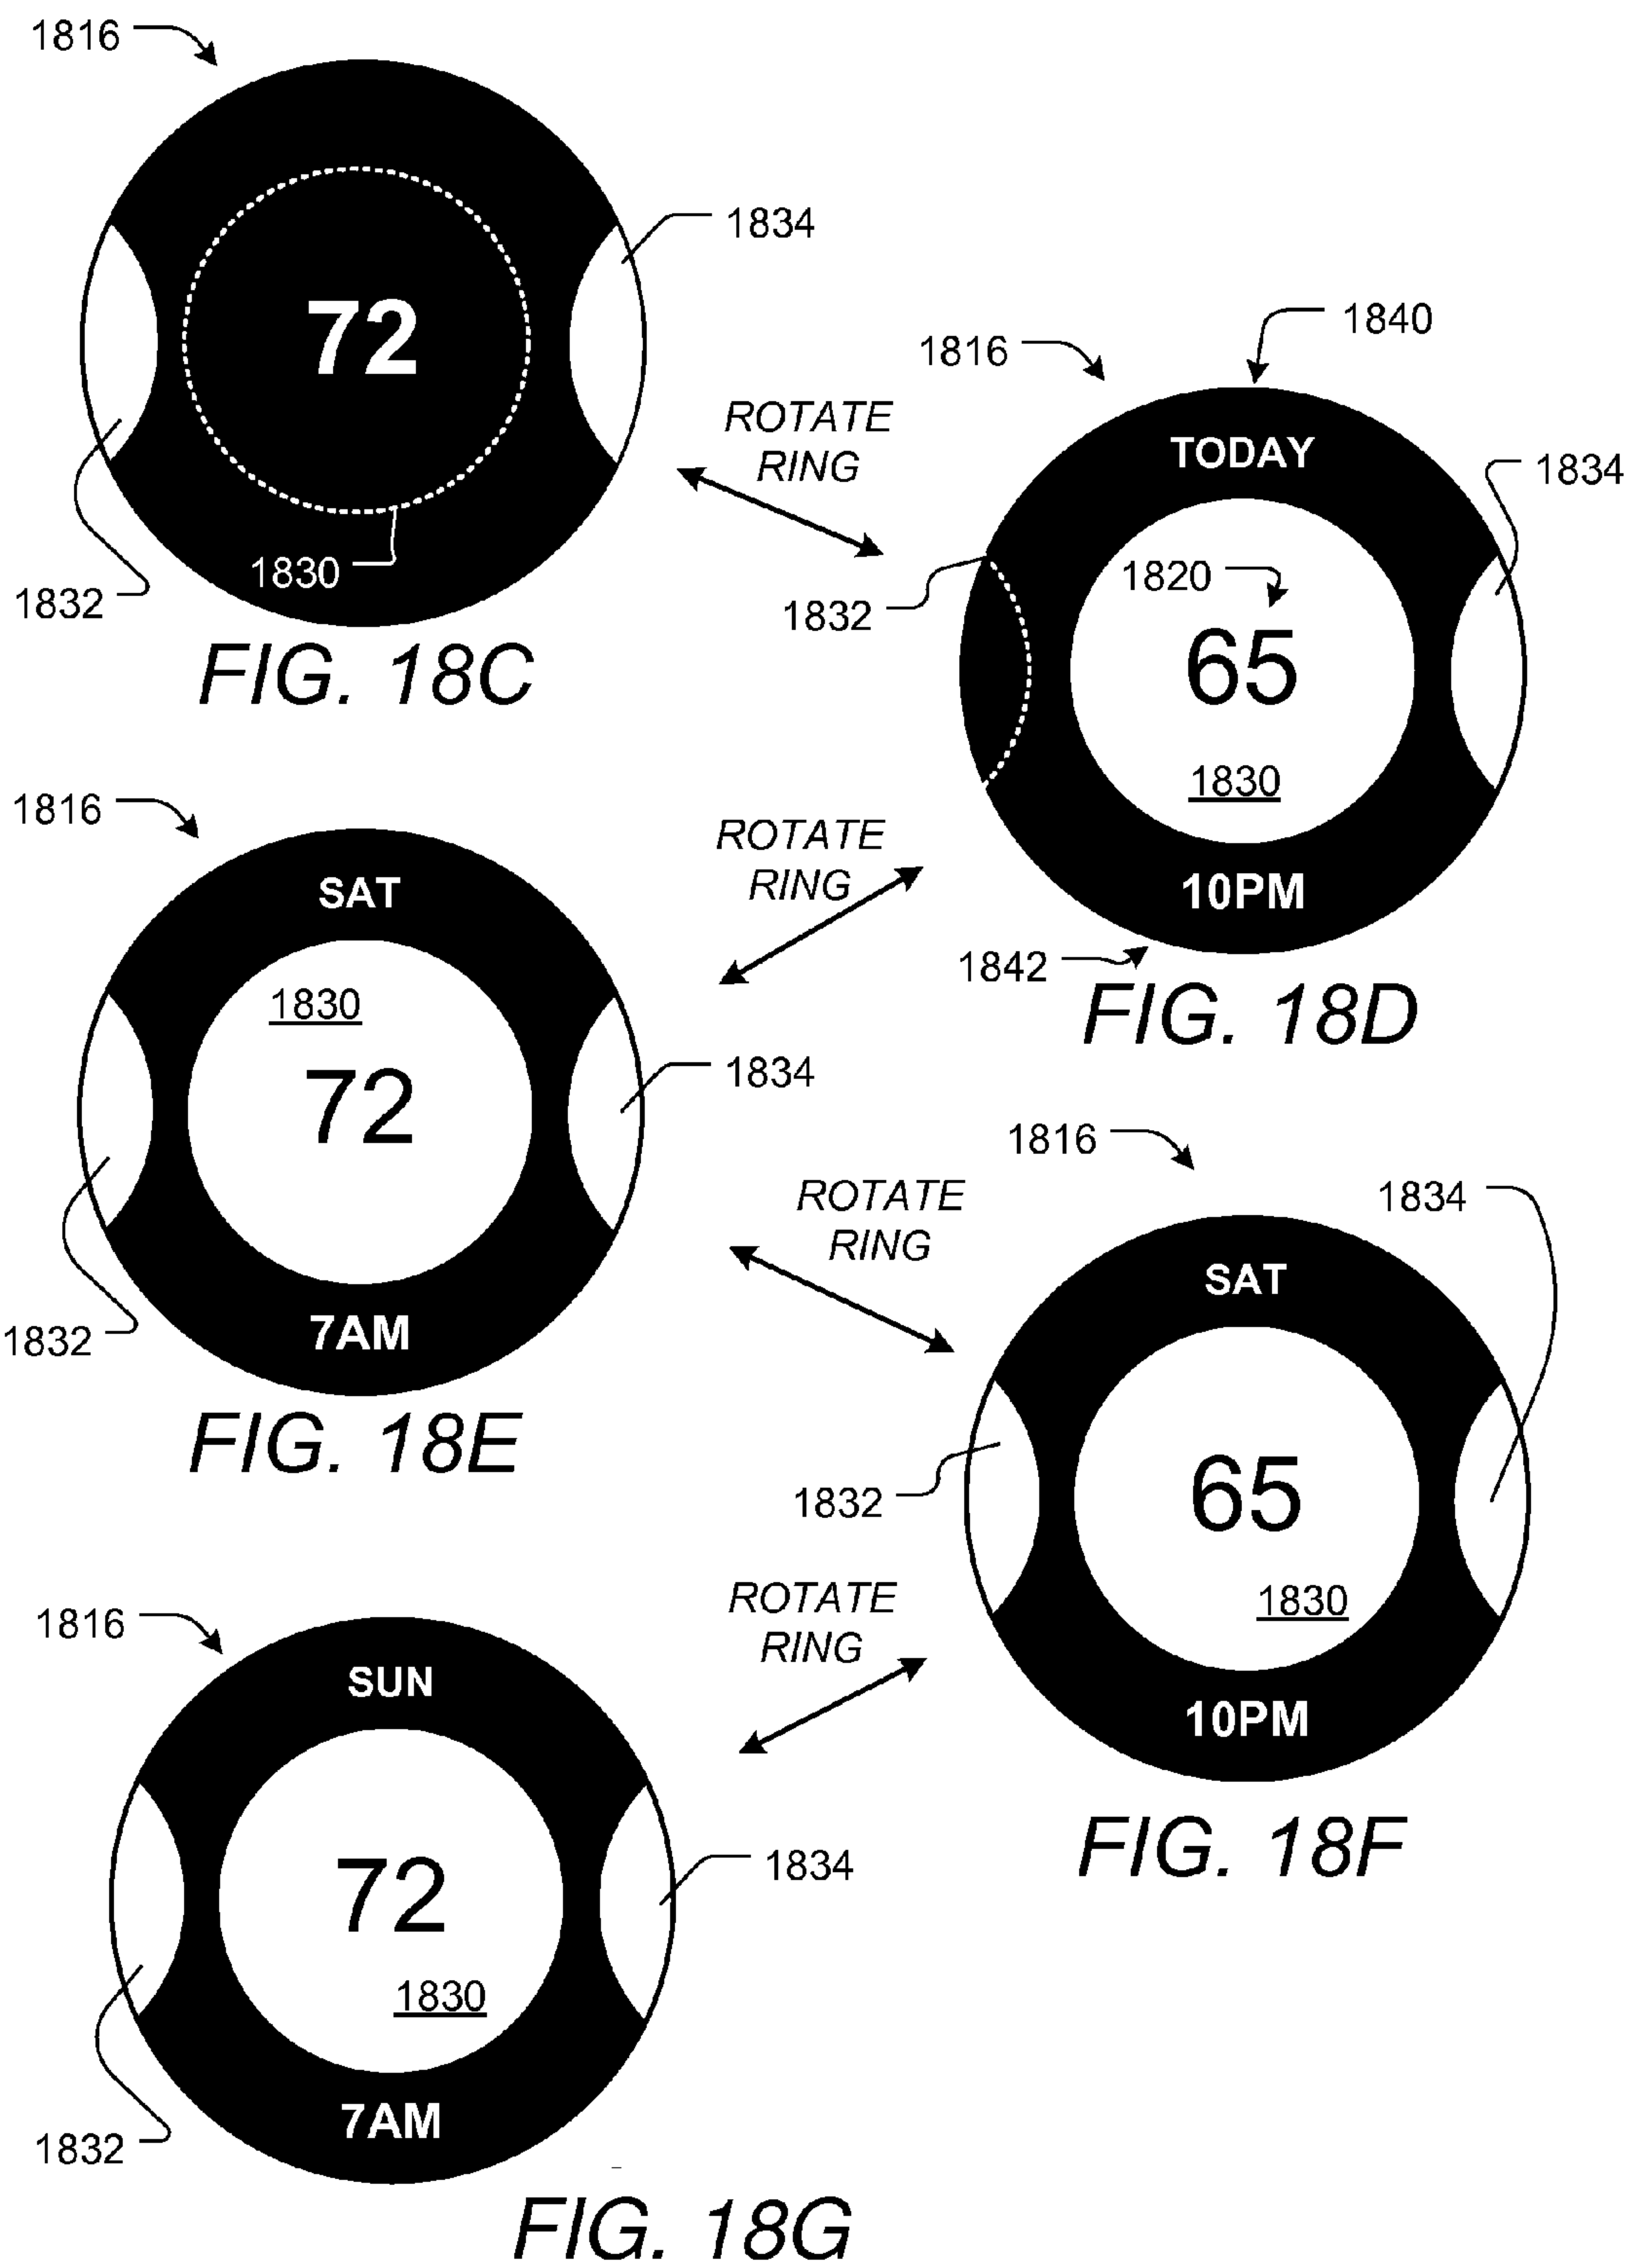 1816
1834
72
1830
1832
FIG. 18C
ROTATE
RING
1816
1840
TODAY
1834
1832
1820
65
1830
10PM
1842
FIG. 18D
ROTATE
RING
1816
SAT
1830
72
1834
7AM
1832
FIG. 18E
ROTATE
RING
1816
1834
SAT
65
1832
1830
10PM
FIG. 18F
ROTATE
RING
1816
SUN
72
1834
1830
7AM
1832
FIG. 18G